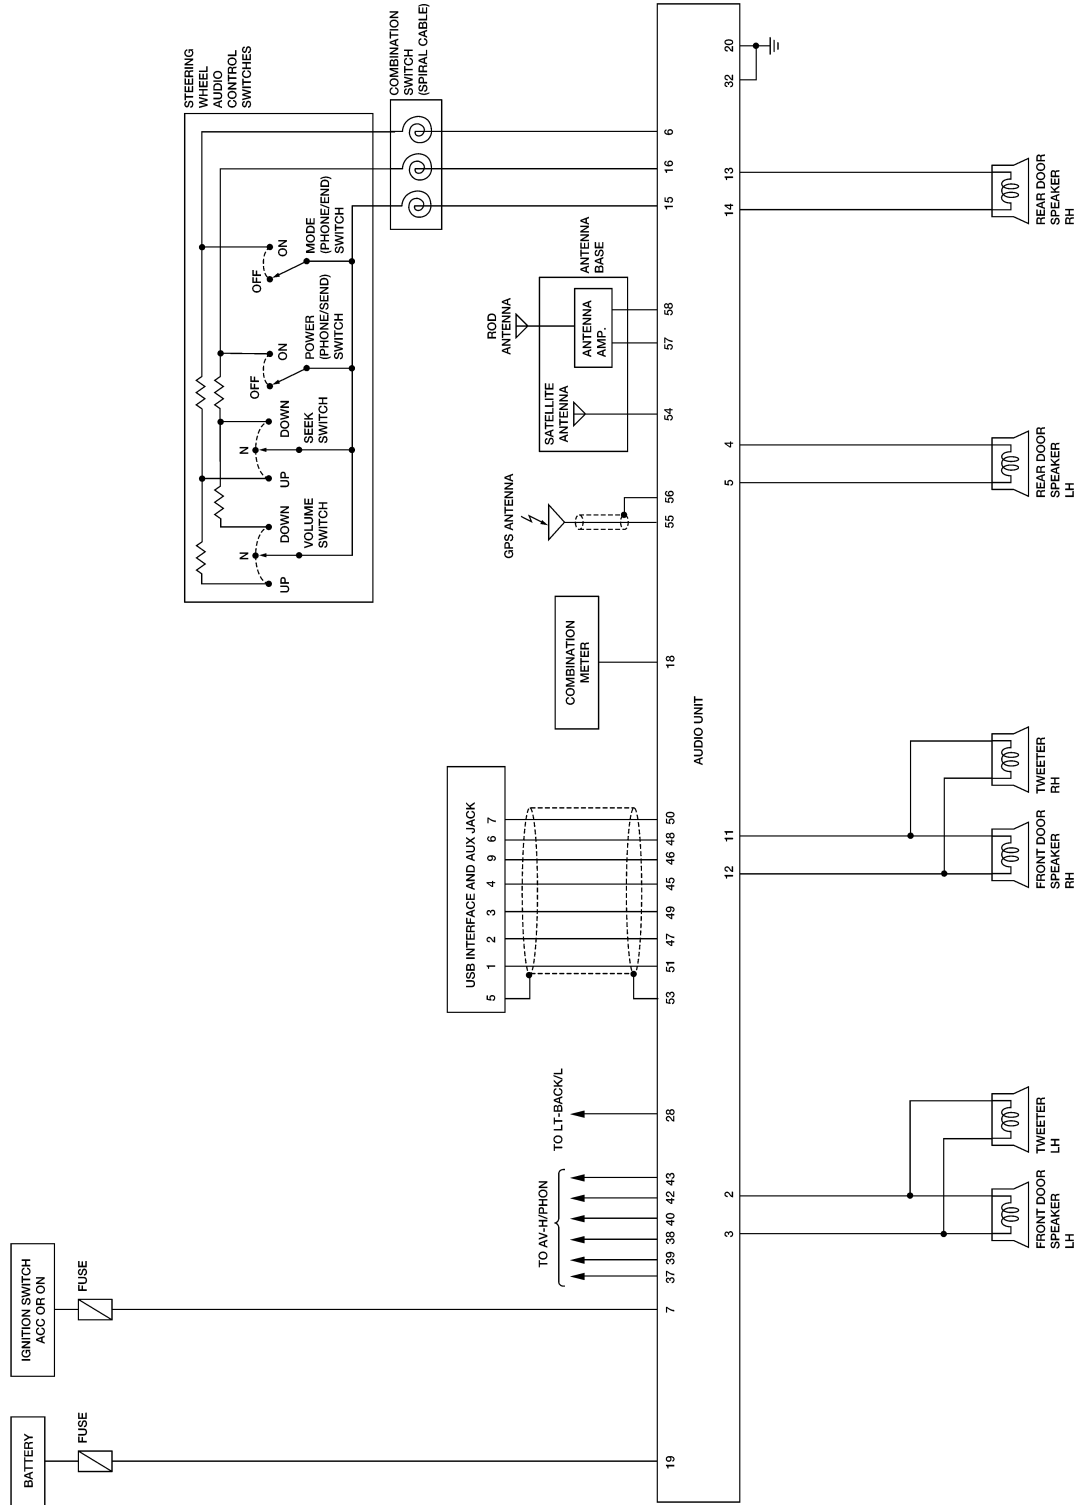 BATTERY
FUSE
IGNITION SWITCH
ACC OR ON
FUSE
STEERING
WHEEL
AUDIO
CONTROL
SWITCHES
UP
N
DOWN
VOLUME
SWITCH
UP
N
DOWN
SEEK
SWITCH
OFF
ON
POWER
(PHONE/SEND)
SWITCH
OFF
ON
MODE
(PHONE/END)
SWITCH
COMBINATION
SWITCH
(SPIRAL CABLE)
TO AV-H/PHON
TO LT-BACK/L
USB INTERFACE AND AUX JACK
5 1 2 3 4 9 6 7
COMBINATION
METER
GPS ANTENNA
SATELLITE
ANTENNA
ROD
ANTENNA
ANTENNA
AMP.
ANTENNA
BASE
19 7 37 39 38 40 42 43 28 53 51 47 49 45 46 48 50 18 55 56 54 57 58 15 16 6
AUDIO UNIT
3 2 12 11 5 4 14 13 32 20
FRONT DOOR
SPEAKER
LH
TWEETER
LH
FRONT DOOR
SPEAKER
RH
TWEETER
RH
REAR DOOR
SPEAKER
LH
REAR DOOR
SPEAKER
RH